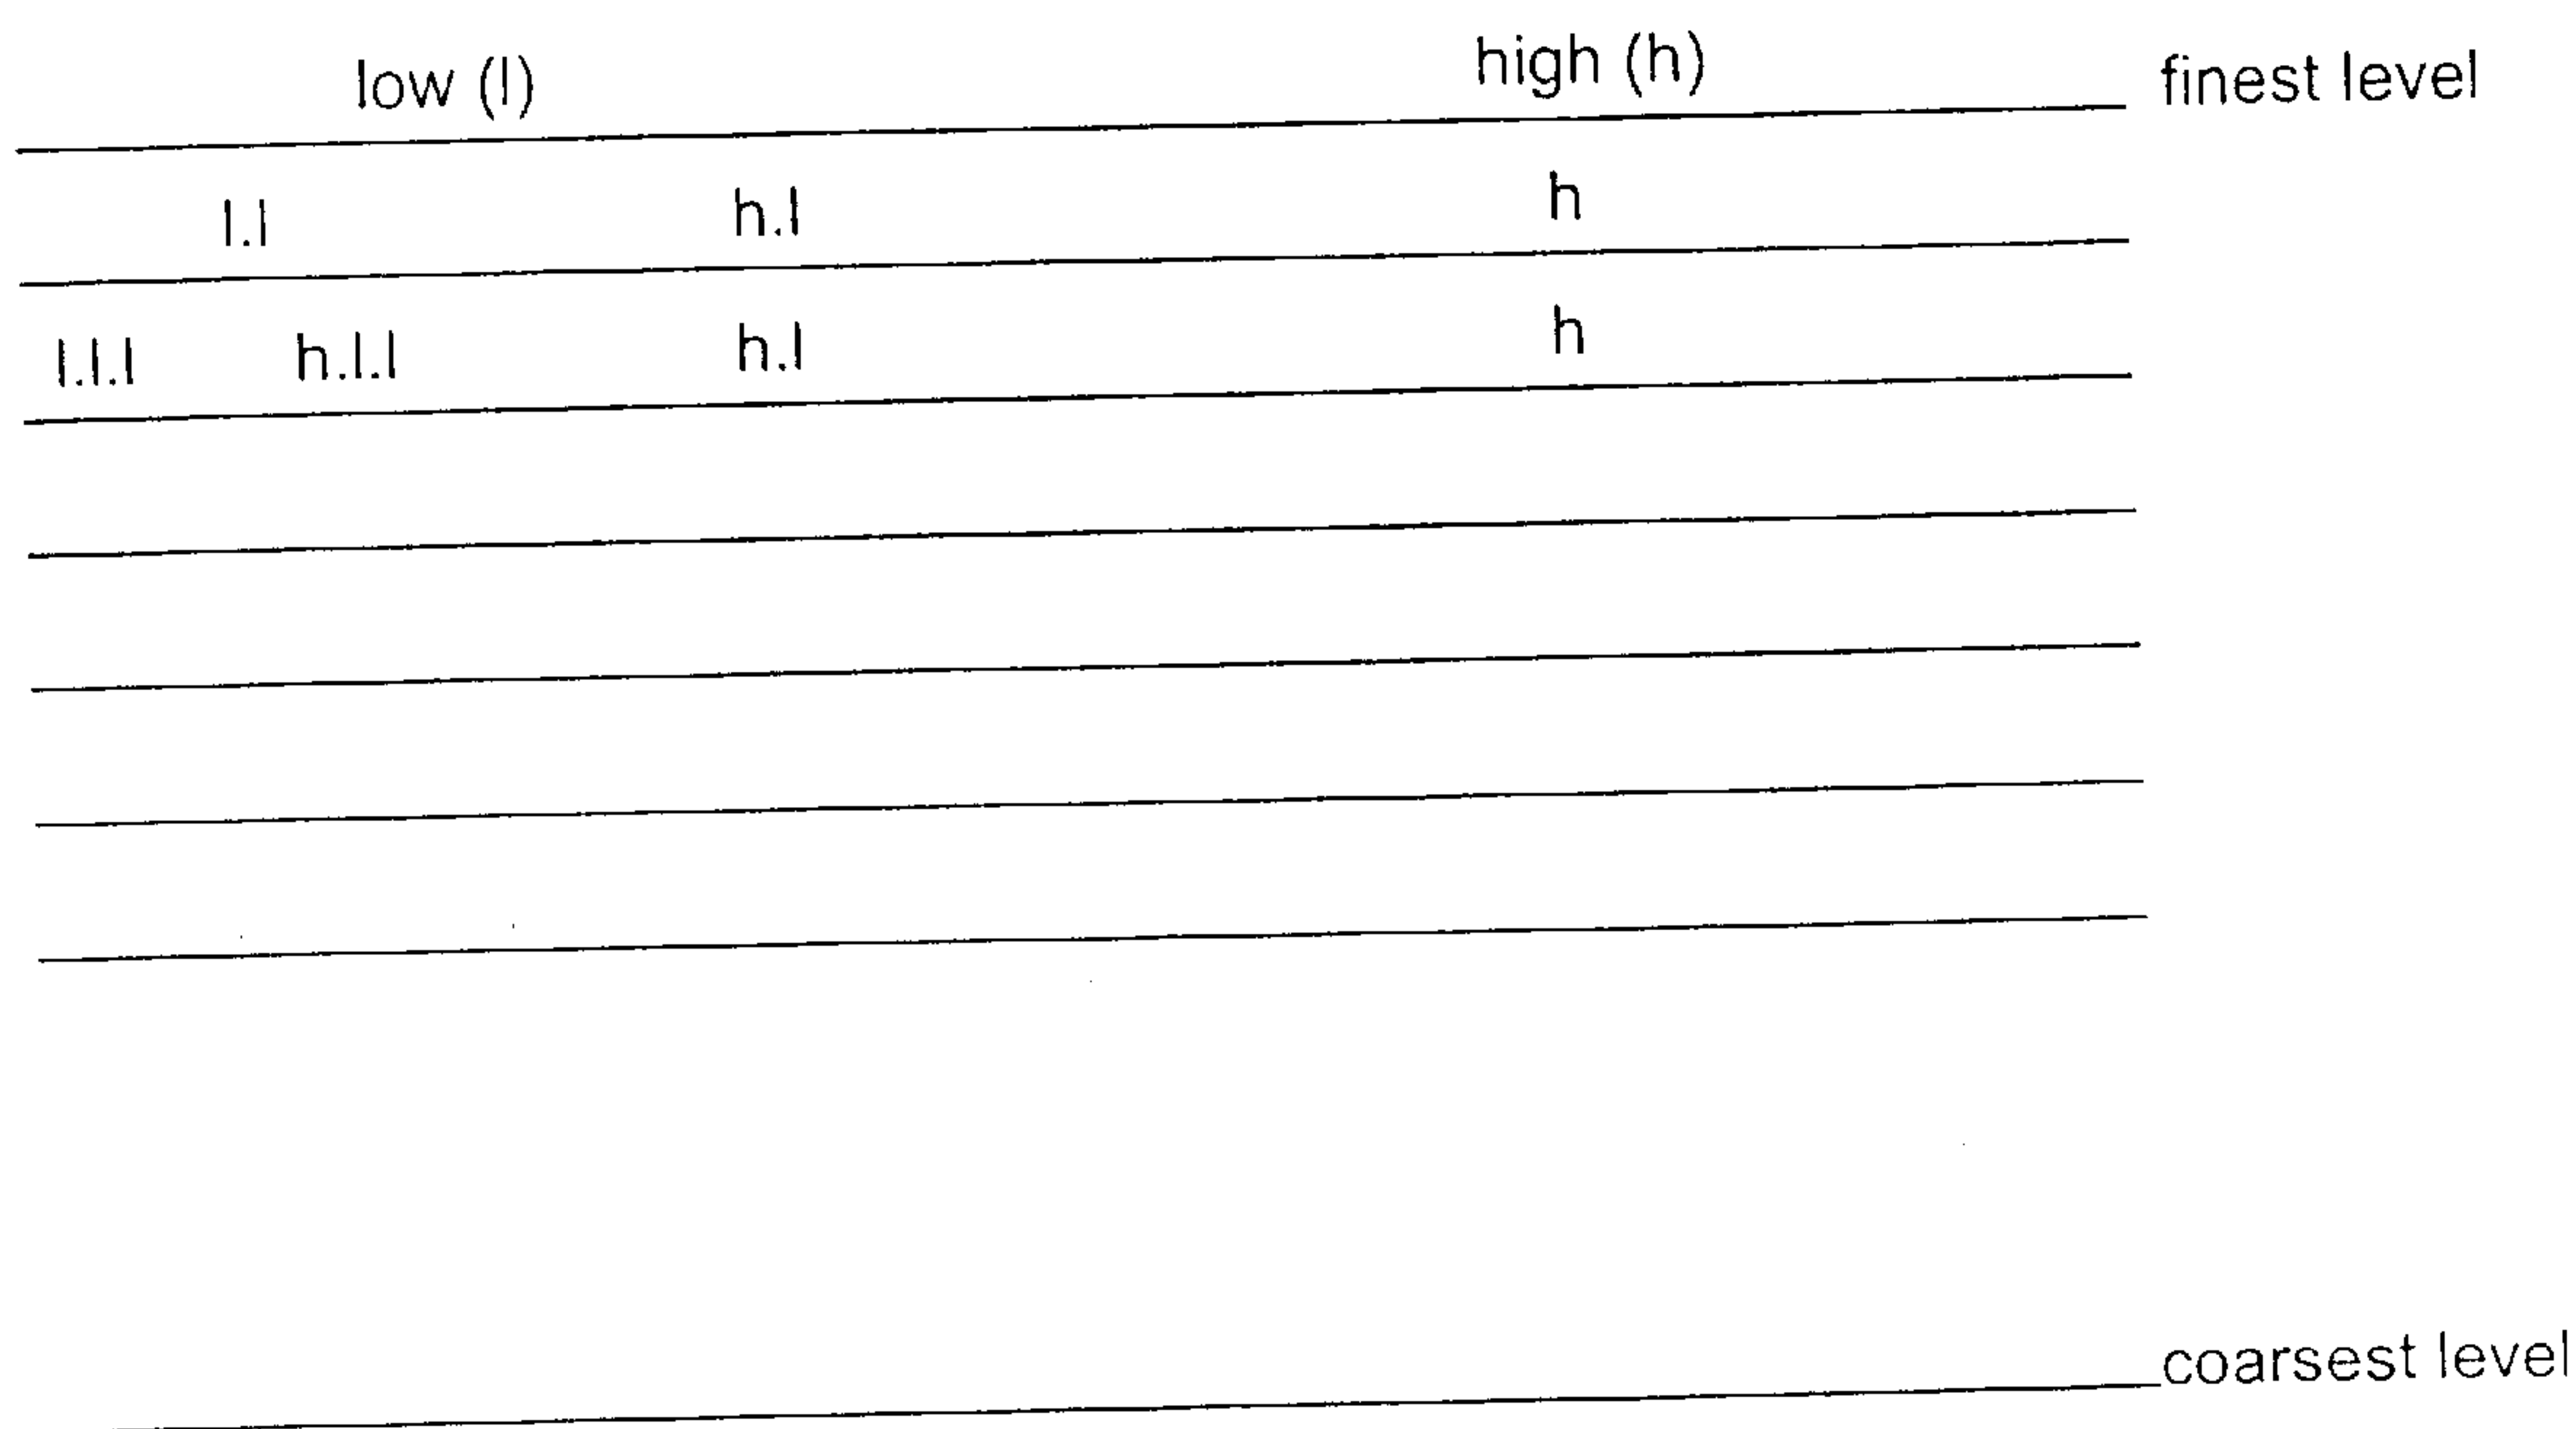 low (l) high (h) finest level
l.l h.l h
l.l.l h.l.l h.l h
coarsest level